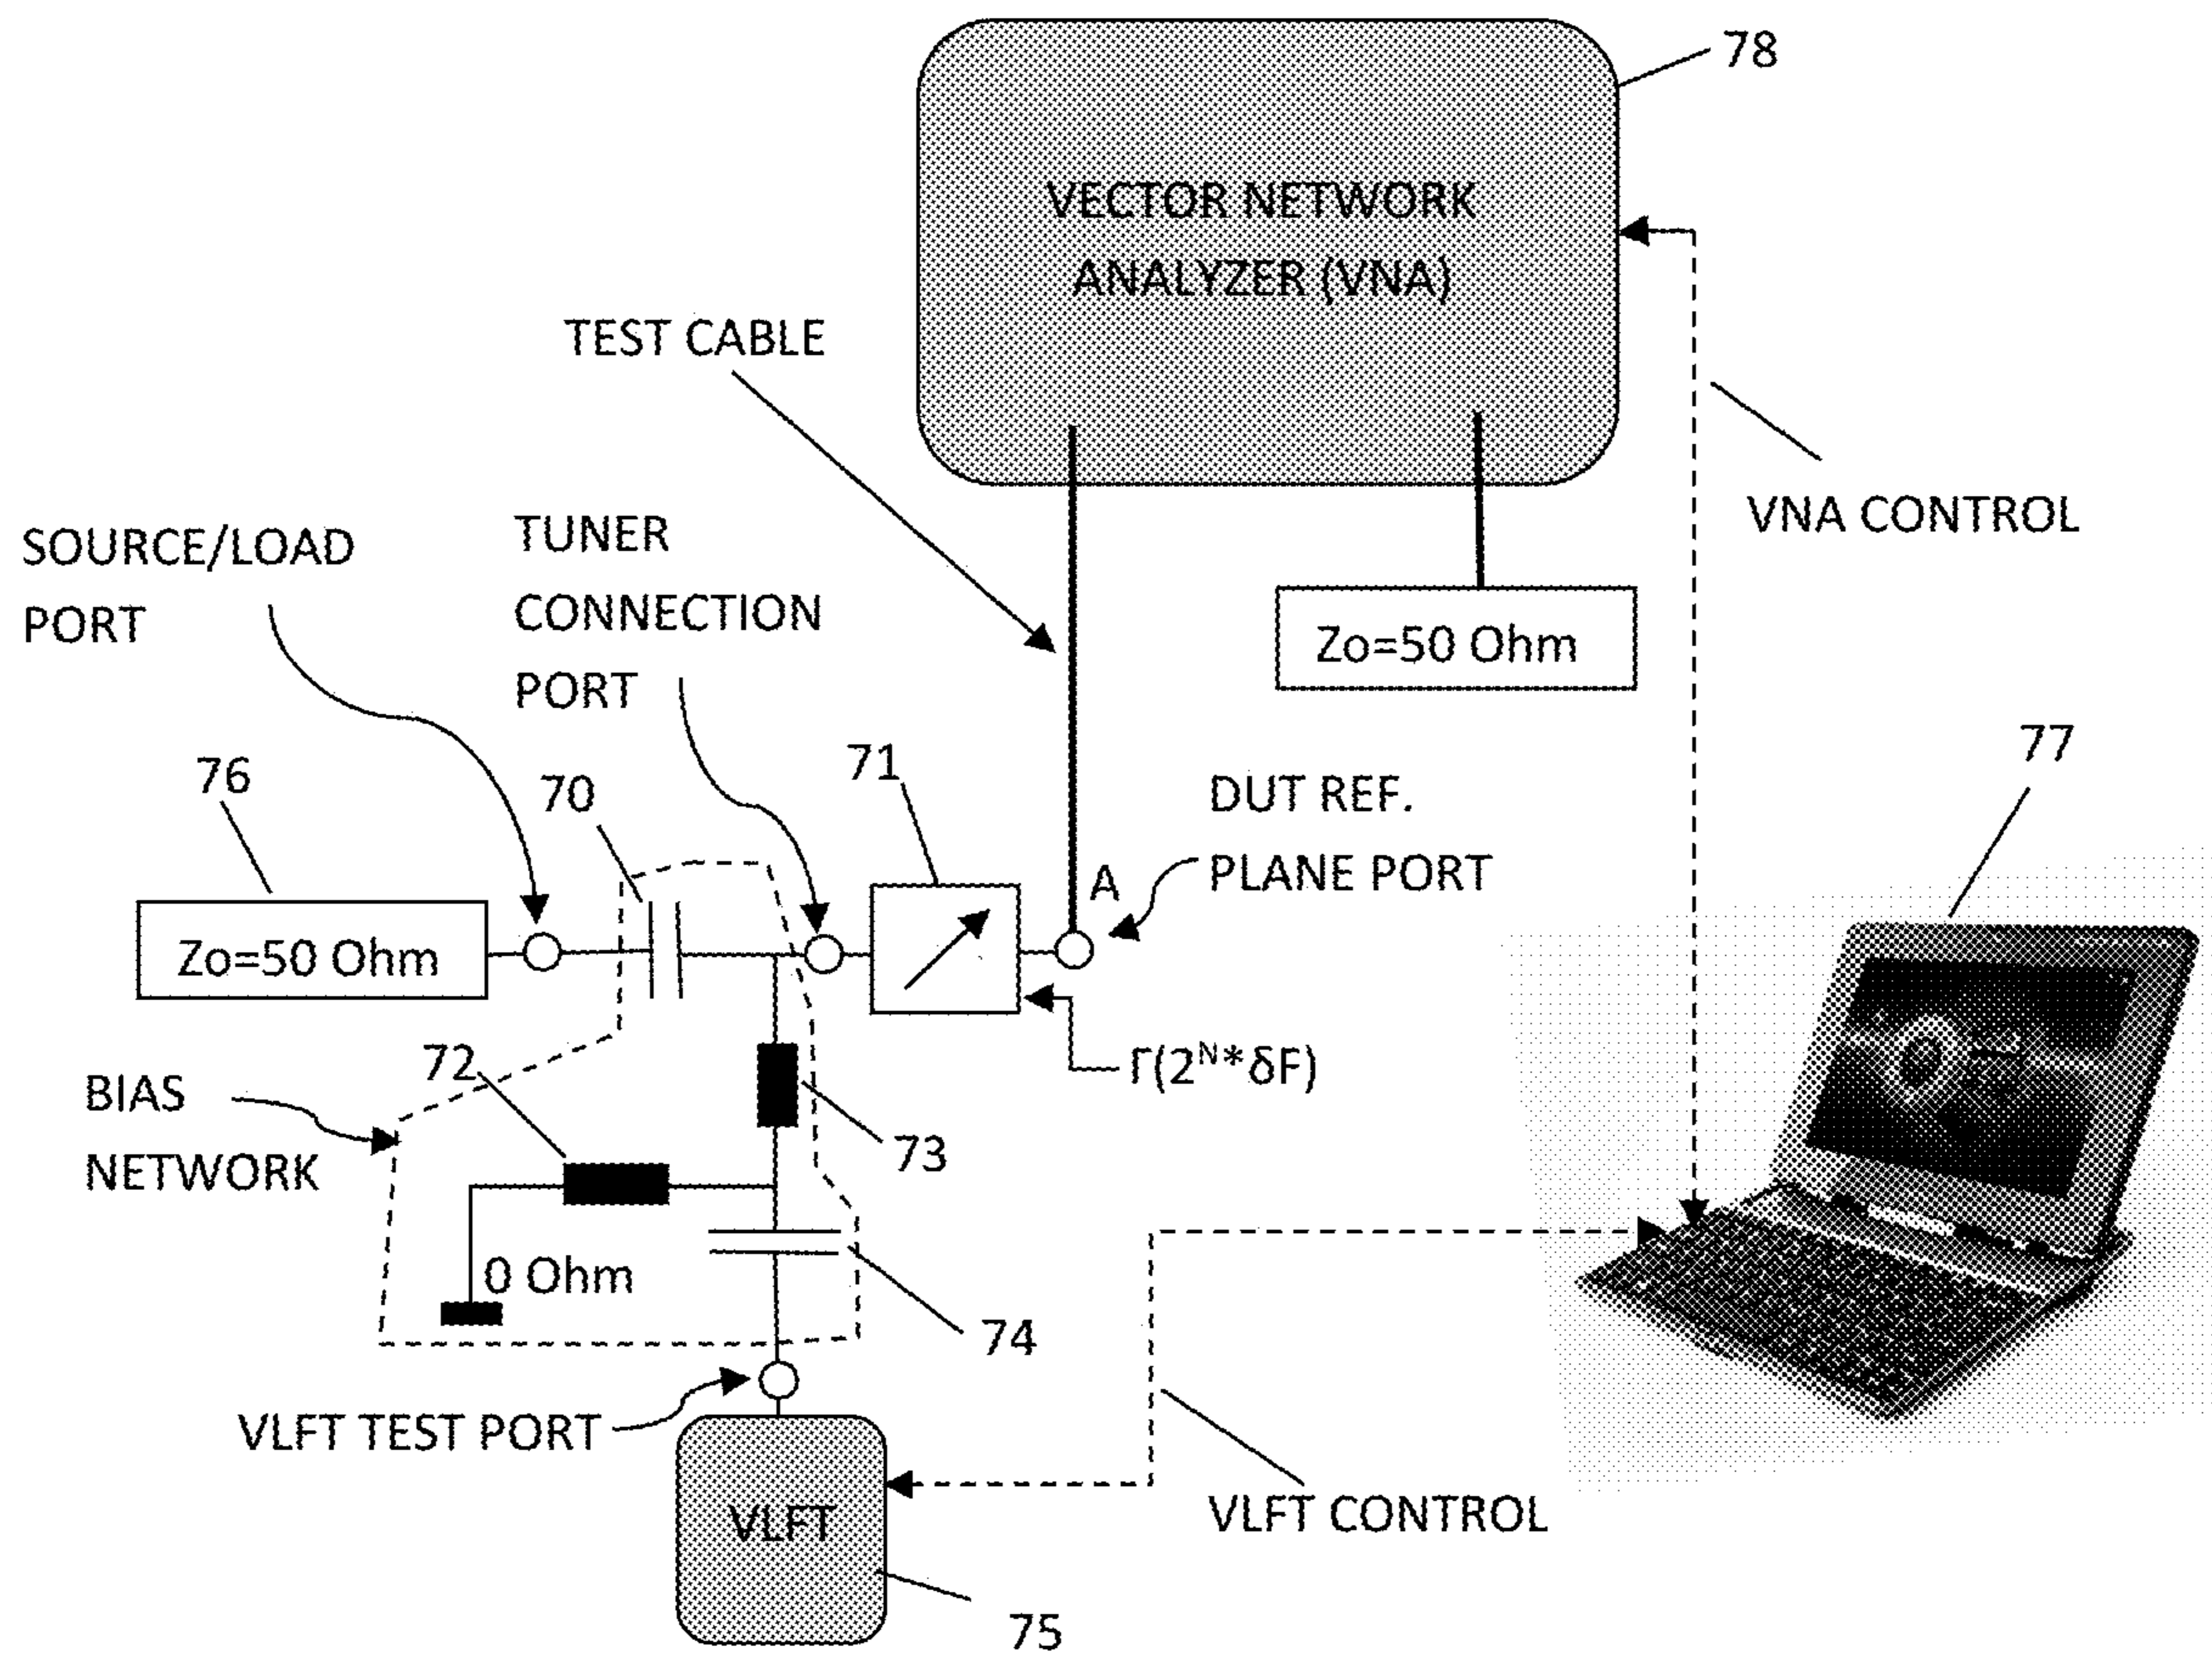 78
VECTOR NETWORK
ANALYZER (VNA)
TEST CABLE
VNA CONTROL
SOURCE/LOAD
PORT
TUNER
CONNECTION
PORT
Zo=50 Ohm
77
76
70
71
DUT REF.
PLANE PORT
A
Zo=50 Ohm
Γ(2^N*δF)
72
BIAS
NETWORK
73
0 Ohm
74
VLFT TEST PORT
VLFT
VLFT CONTROL
75